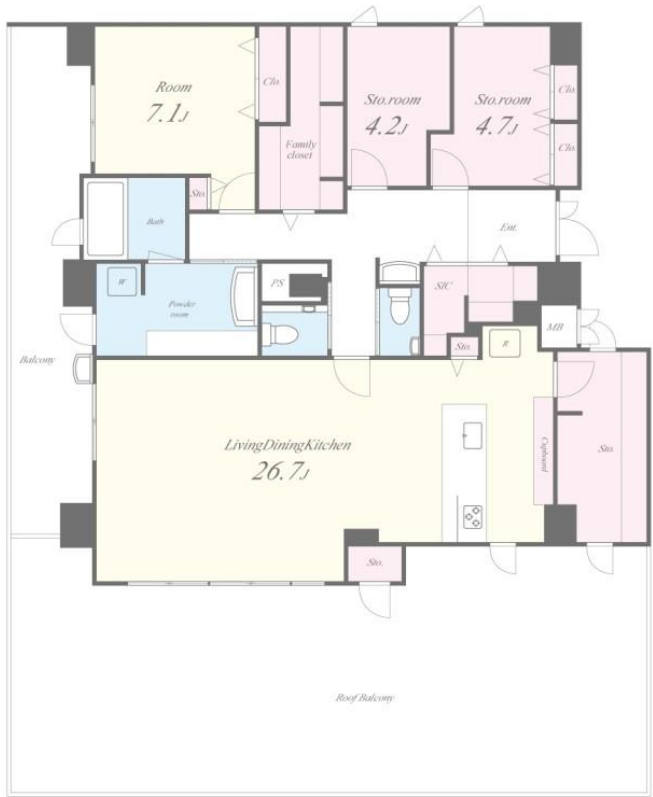 Room
7.1J
Clo.
Family
closet
Sto.room
4.2J
Sto.room
4.7J
Clo.
Clo.
Sto.
Bath
Ent.
W
Powder
room
PS
SIC
MB
Sto.
R
Balcony
LivingDiningKitchen
26.7J
Cupboard
Sto.
Sto.
Roof Balcony